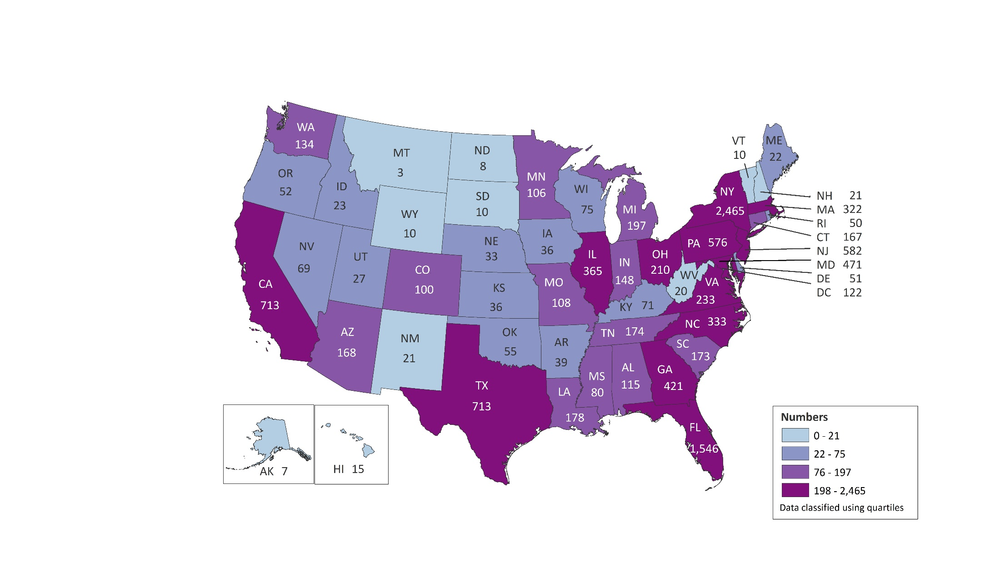 WA
134
OR
52
CA
713
ID
23
NV
69
MT
3
WY
10
UT
27
AZ
168
CO
100
NM
21
ND
8
SD
10
NE
33
KS
36
OK
55
TX
713
MN
106
IA
36
MO
108
AR
39
LA
178
WI
75
IL
365
MI
197
IN
148
OH
210
KY 71
TN 174
MS
80
AL
115
GA
421
FL
1,546
SC
173
NC 333
VA
233
WV
20
PA 576
NY
2,465
VT
10
ME
22
NH 21
MA 322
RI 50
CT 167
NJ 582
MD 471
DE 51
DC 122
AK 7
HI 15
Numbers
0 - 21
22 - 75
76 - 197
198 - 2,465
Data classified using quartiles